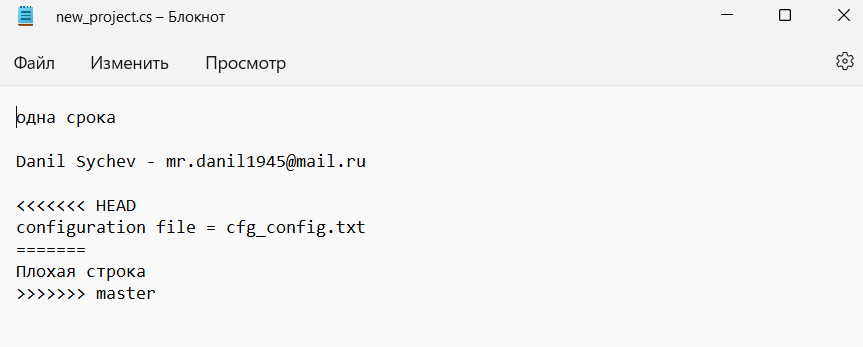 new_project.cs – Блокнот
Файл Изменить Просмотр
одна срока
Danil Sychev - mr.danil1945@mail.ru
<<<<<<< HEAD
configuration file = cfg_config.txt
=======
Плохая строка
>>>>>>> master